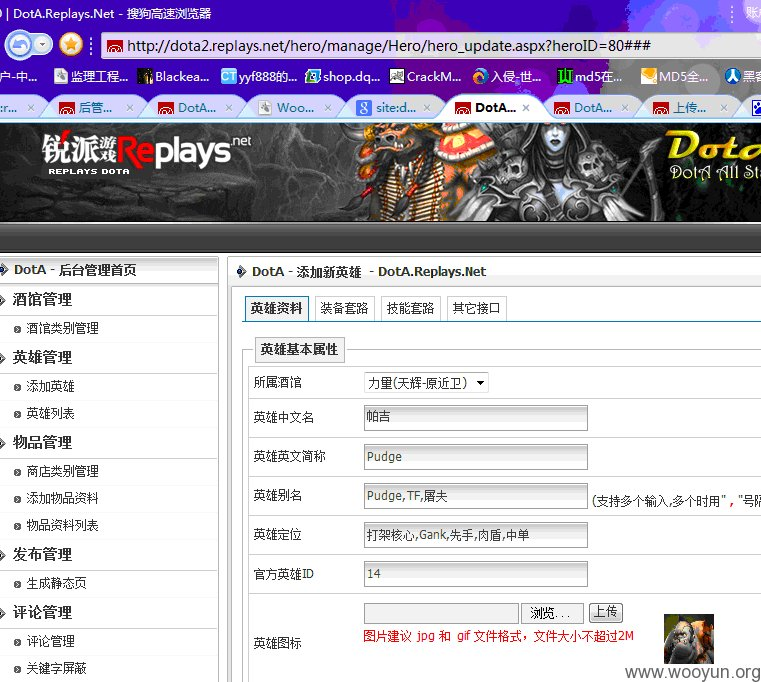 ) | DotA.Replays.Net - 搜狗高速浏览器
账
http://dota2.replays.net/hero/manage/Hero/hero_update.aspx?heroID=80###
户-中... 监理工程... Blackea... CT yyf888的... shop.dq... CrackM... 入侵-世... md5在... MD5全... 黑客
:r... × 后管... × DotA... × Woo... × site:d... × DotA... × DotA... × 上传... ×
锐派游戏Replays.net
REPLAYS DOTA
DotA
DotA All Sta
DotA - 后台管理首页
酒馆管理
酒馆类别管理
英雄管理
添加英雄
英雄列表
物品管理
商店类别管理
添加物品资料
物品资料列表
发布管理
生成静态页
评论管理
评论管理
关键字屏蔽
DotA - 添加新英雄 - DotA.Replays.Net
英雄资料 装备套路 技能套路 其它接口
英雄基本属性
所属酒馆 力量(天辉-原近卫)
英雄中文名 帕吉
英雄英文简称 Pudge
英雄别名 Pudge,TF,屠夫 (支持多个输入,多个时用" , "号隔
英雄定位 打架核心,Gank,先手,肉盾,中单
官方英雄ID 14
英雄图标 浏览... 上传
图片建议 jpg 和 gif 文件格式，文件大小不超过2M
www.wooyun.org